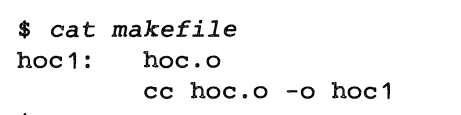 $ cat makefile
hoc1:   hoc.o
        cc hoc.o -o hoc1